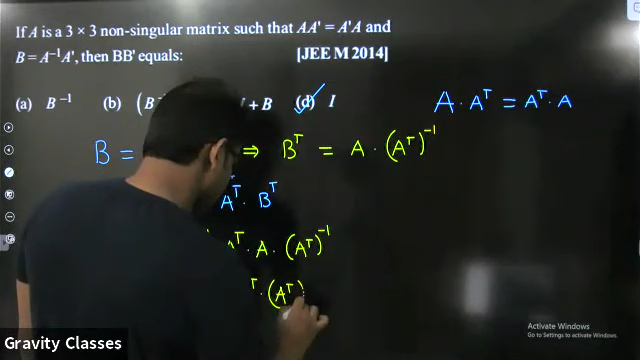 If A is a 3 × 3 non-singular matrix such that AA' = A'A and
B = A⁻¹A', then BB' equals: [JEE M 2014]
(a) B⁻¹ (b) (B + B (d) I
A · Aᵀ = Aᵀ · A
B = ⇒ Bᵀ = A · (Aᵀ)⁻¹
Aᵀ · Bᵀ
· A · (Aᵀ)⁻¹
· (Aᵀ)
Activate Windows
Go to Settings to activate Windows.
Gravity Classes